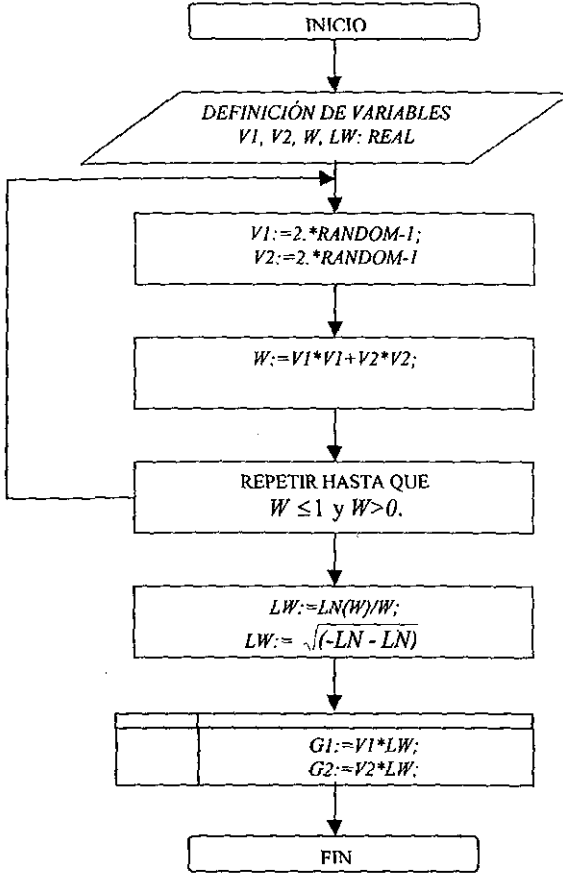 INICIO
DEFINICIÓN DE VARIABLES
V1, V2, W, LW: REAL
V1:=2.*RANDOM-1;
V2:=2.*RANDOM-1
W:=V1*V1+V2*V2;
REPETIR HASTA QUE
W ≤1 y W>0.
LW:=LN(W)/W;
LW:= √(-LN - LN)
G1:=V1*LW;
G2:=V2*LW;
FIN